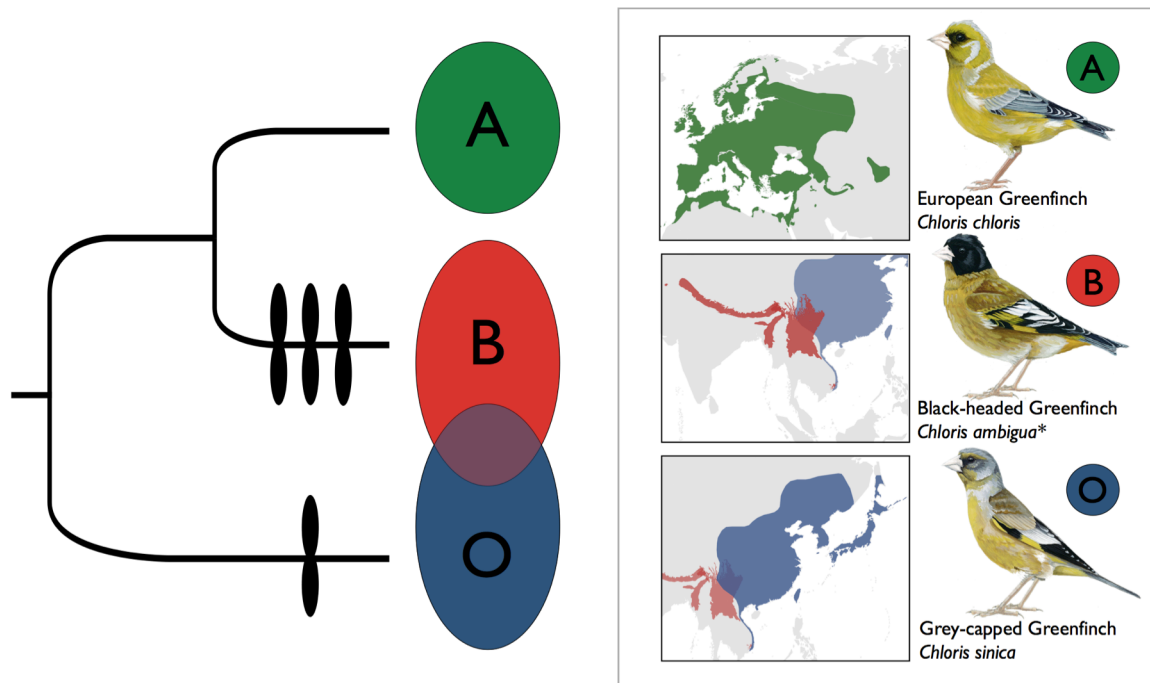 A
B
O
A
European Greenfinch
Chloris chloris
B
Black-headed Greenfinch
Chloris ambigua*
O
Grey-capped Greenfinch
Chloris sinica